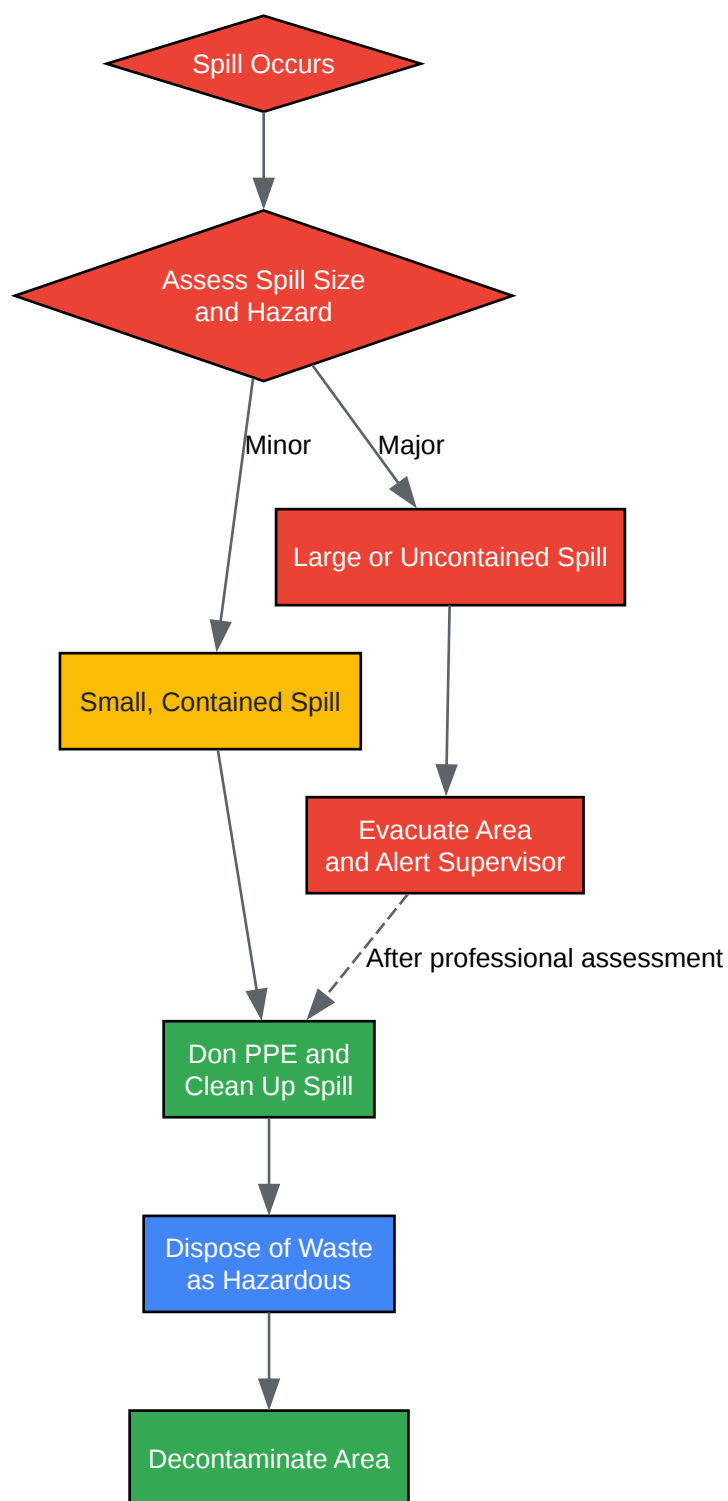 Spill Occurs
Assess Spill Size
and Hazard
Minor
Major
Large or Uncontained Spill
Small, Contained Spill
Evacuate Area
and Alert Supervisor
After professional assessment
Don PPE and
Clean Up Spill
Dispose of Waste
as Hazardous
Decontaminate Area